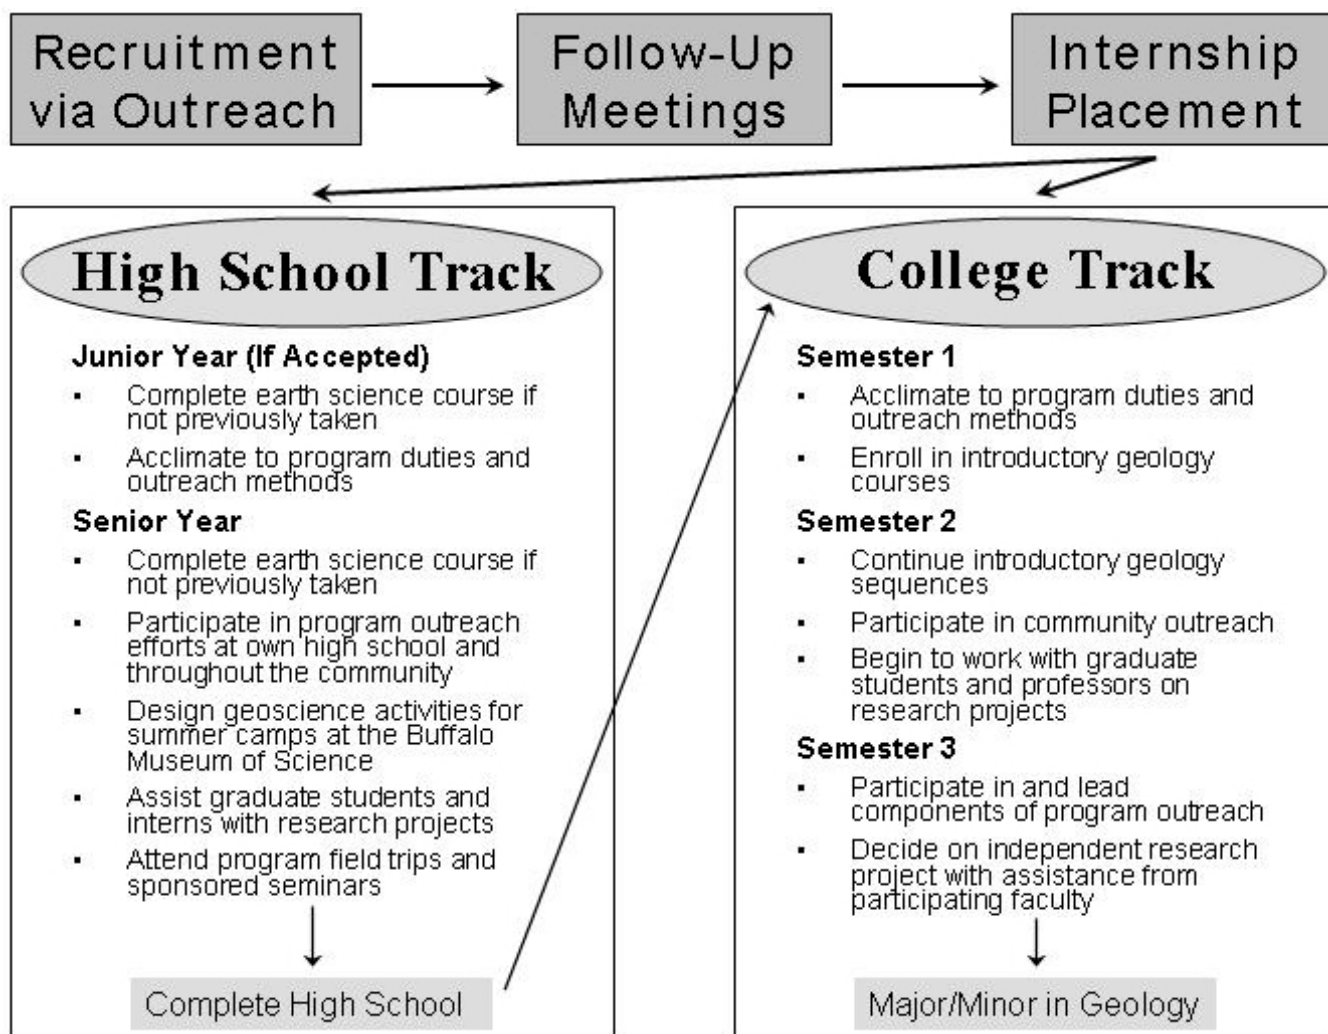 Recruitment
via Outreach
Follow-Up
Meetings
Internship
Placement
High School Track
Junior Year (If Accepted)
▪ Complete earth science course if
not previously taken
▪ Acclimate to program duties and
outreach methods
Senior Year
▪ Complete earth science course if
not previously taken
▪ Participate in program outreach
efforts at own high school and
throughout the community
▪ Design geoscience activities for
summer camps at the Buffalo
Museum of Science
▪ Assist graduate students and
interns with research projects
▪ Attend program field trips and
sponsored seminars
Complete High School
College Track
Semester 1
▪ Acclimate to program duties and
outreach methods
▪ Enroll in introductory geology
courses
Semester 2
▪ Continue introductory geology
sequences
▪ Participate in community outreach
▪ Begin to work with graduate
students and professors on
research projects
Semester 3
▪ Participate in and lead
components of program outreach
▪ Decide on independent research
project with assistance from
participating faculty
Major/Minor in Geology